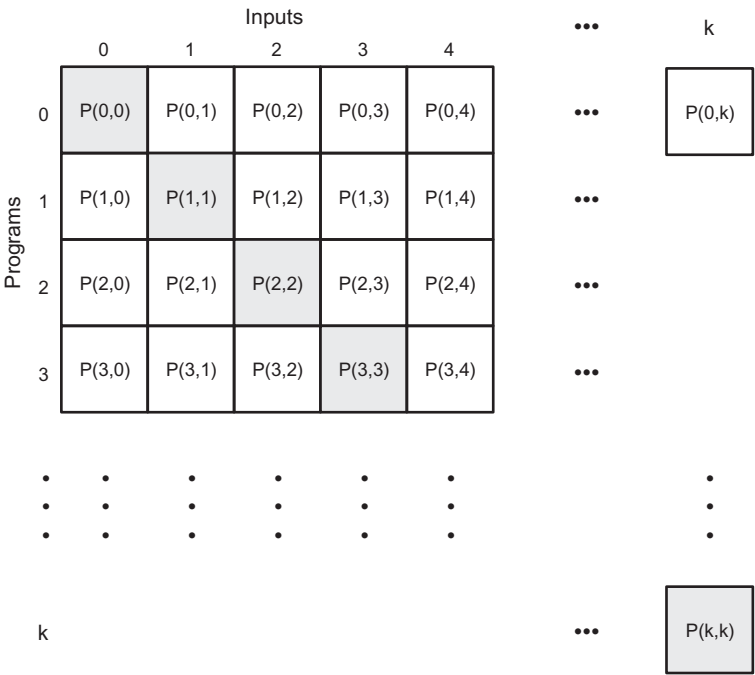 Inputs
••• k
0 1 2 3 4
Programs
0 P(0,0) P(0,1) P(0,2) P(0,3) P(0,4) ••• P(0,k)
1 P(1,0) P(1,1) P(1,2) P(1,3) P(1,4) •••
2 P(2,0) P(2,1) P(2,2) P(2,3) P(2,4) •••
3 P(3,0) P(3,1) P(3,2) P(3,3) P(3,4) •••
• • • • • • •
• • • • • • •
• • • • • • •
k ••• P(k,k)